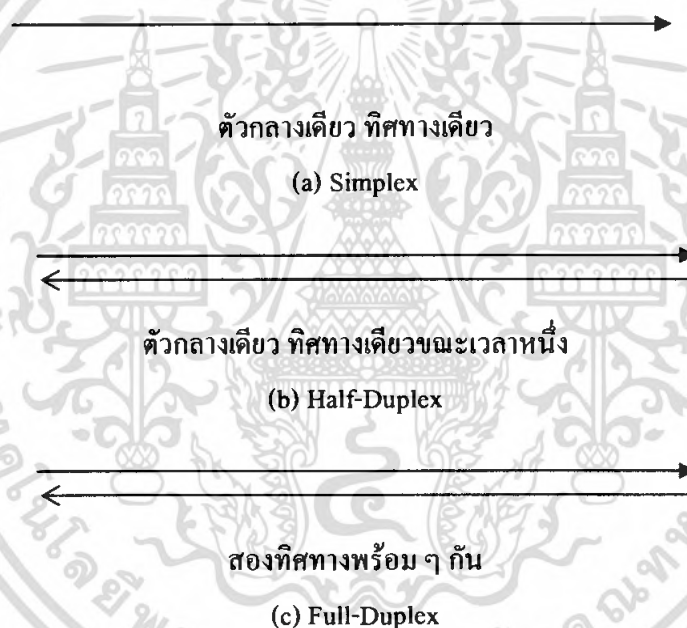 ตัวกลางเดียว ทิศทางเดียว
(a) Simplex
ตัวกลางเดียว ทิศทางเดียวขณะเวลาหนึ่ง
(b) Half-Duplex
สองทิศทางพร้อม ๆ กัน
(c) Full-Duplex